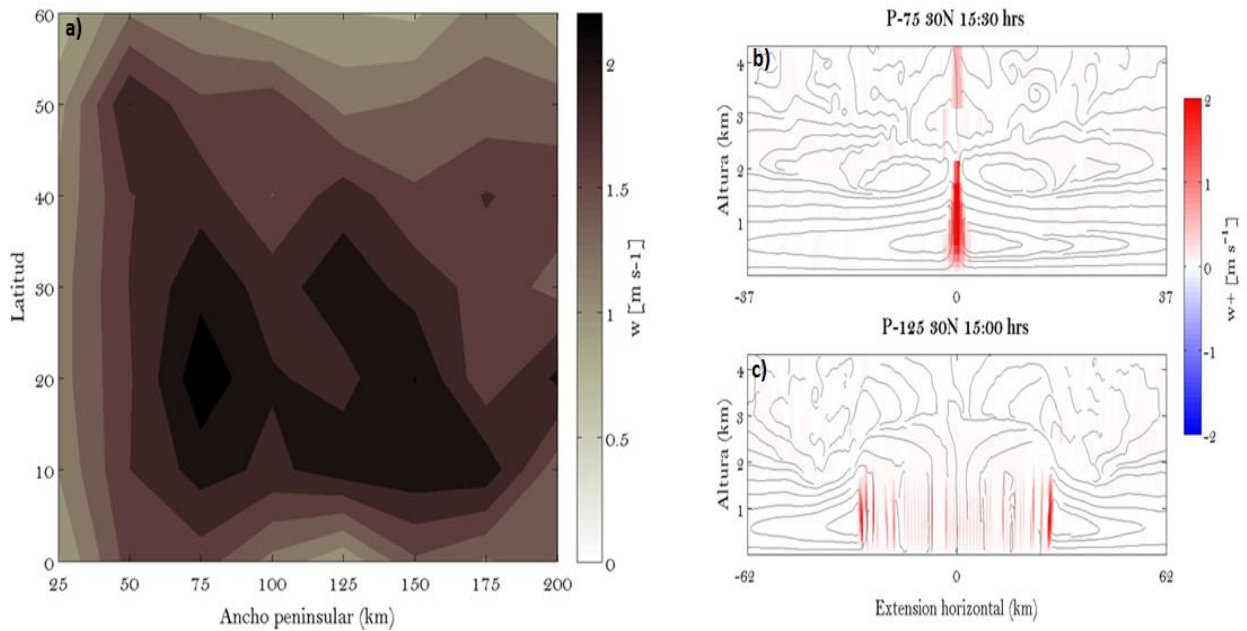 a)
60
50
40
30
20
10
0
Latitud
25 50 75 100 125 150 175 200
Ancho peninsular (km)
2
1.5
1
0.5
0
w [m s-1]
P-75 30N 15:30 hrs
b)
4
3
2
1
Altura (km)
-37 0 37
P-125 30N 15:00 hrs
c)
4
3
2
1
Altura (km)
-62 0 62
Extension horizontal (km)
2
1
0
-1
-2
w+ [m s⁻¹]